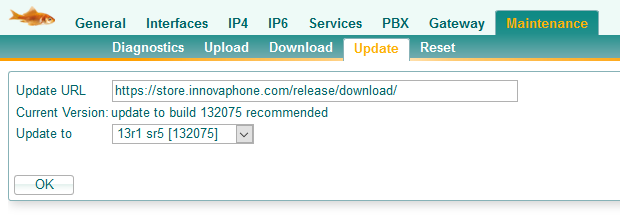 General Interfaces IP4 IP6 Services PBX Gateway Maintenance
Diagnostics Upload Download Update Reset
Update URL https://store.innovaphone.com/release/download/
Current Version: update to build 132075 recommended
Update to 13r1 sr5 [132075]
OK